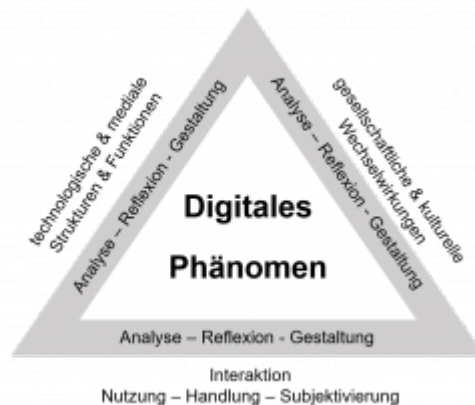 technologische & mediale
Strukturen & Funktionen
Analyse – Reflexion - Gestaltung
gesellschaftliche & kulturelle
Wechselwirkungen
Analyse – Reflexion - Gestaltung
Digitales
Phänomen
Analyse – Reflexion - Gestaltung
Interaktion
Nutzung – Handlung – Subjektivierung